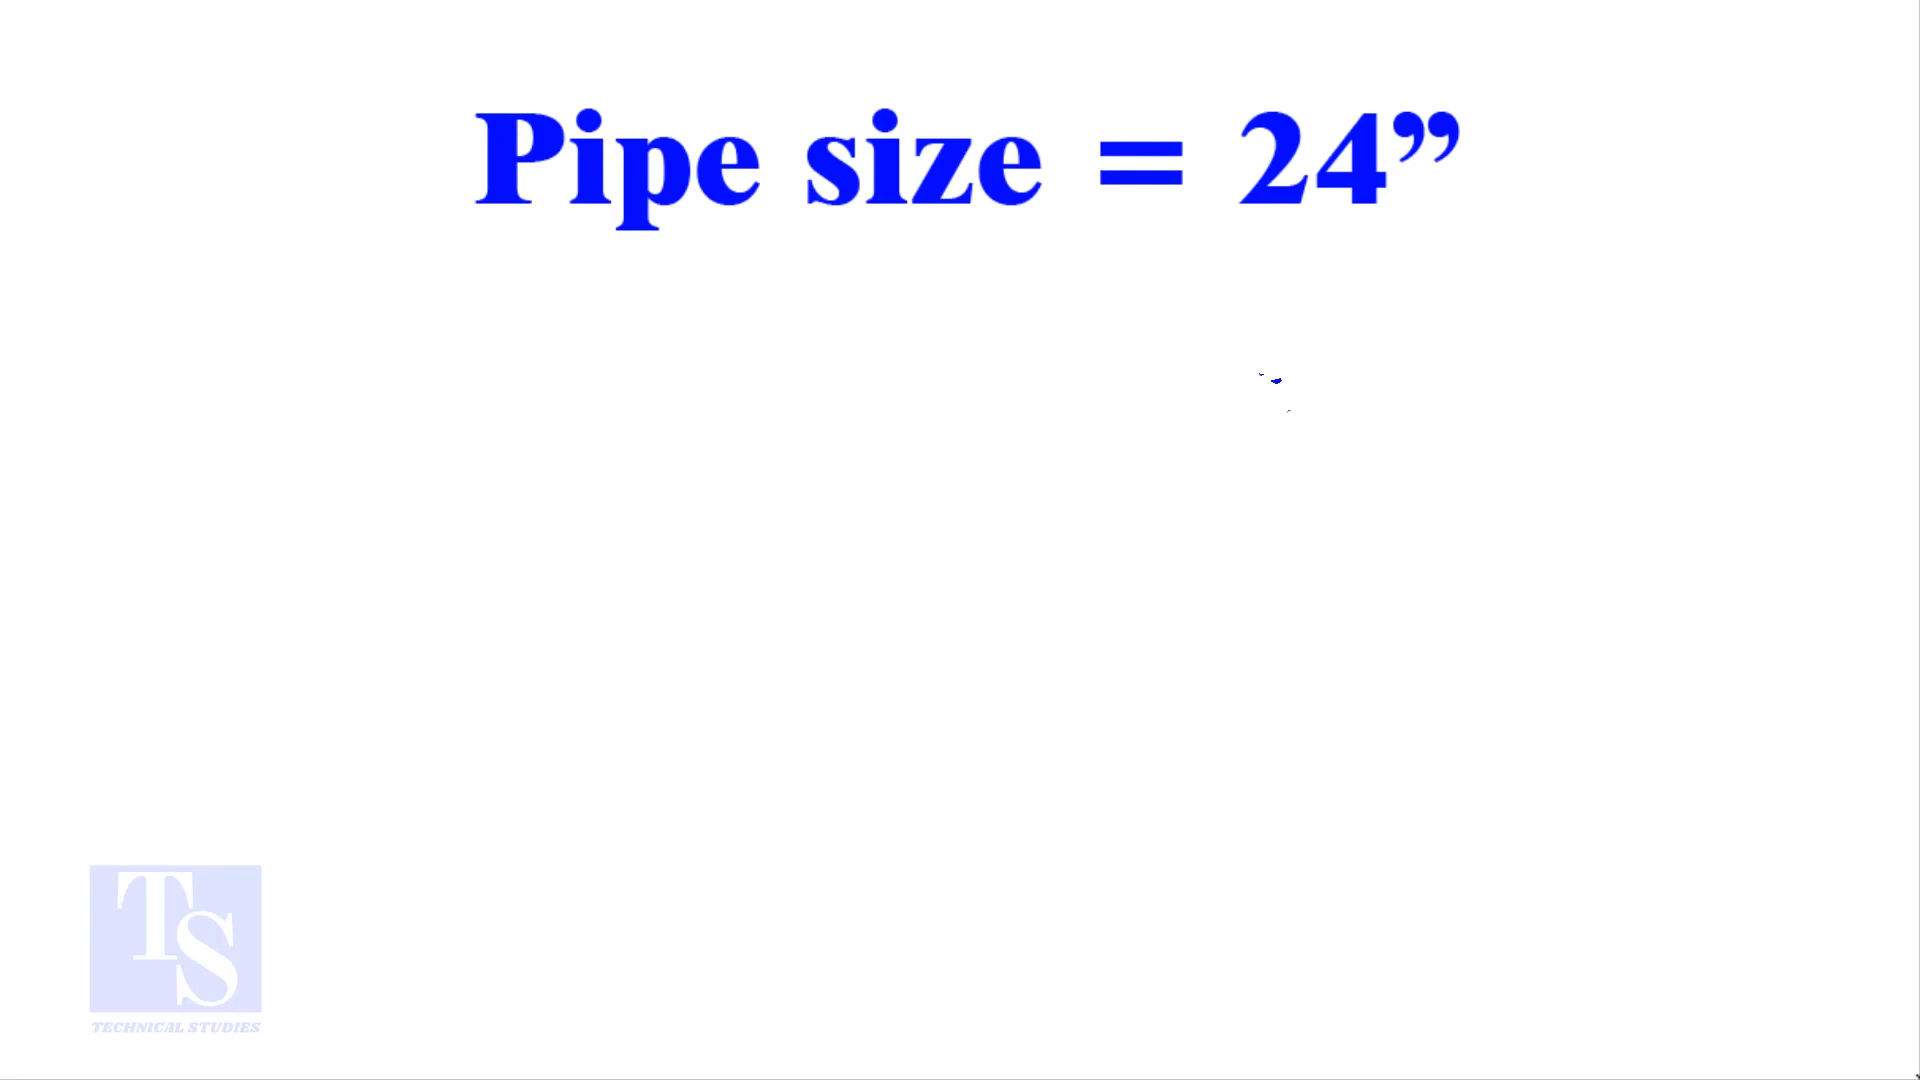 Pipe size = 24”
TS
TECHNICAL STUDIES